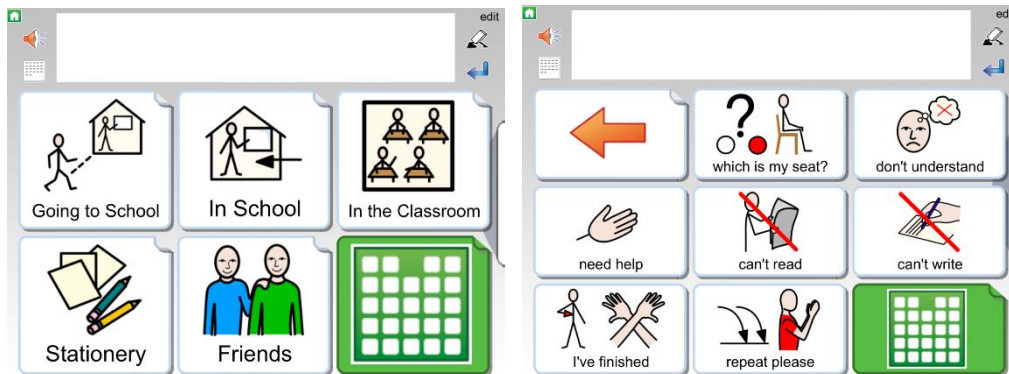 edit
Going to School
In School
In the Classroom
Stationery
Friends
ed
?
which is my seat?
don't understand
need help
can't read
can't write
I've finished
repeat please